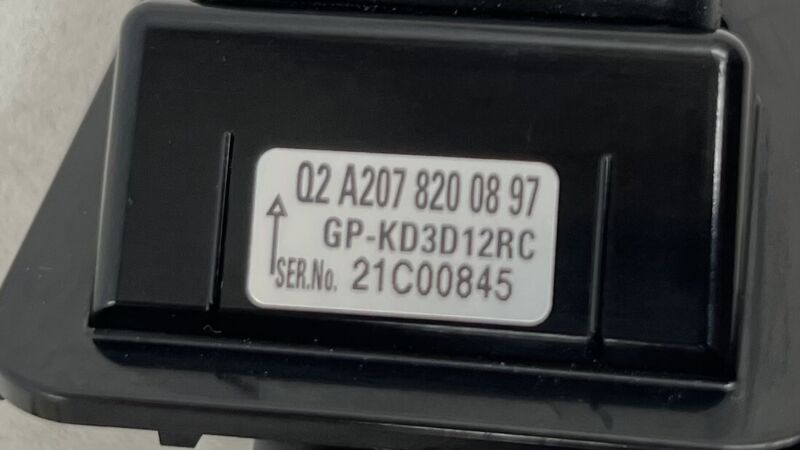 Q2 A207 820 08 97
GP-KD3D12RC
SER.No. 21C00845